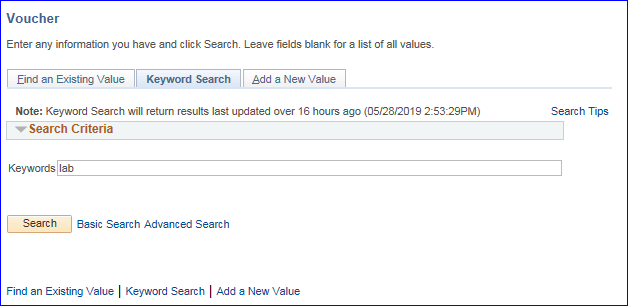 Voucher
Enter any information you have and click Search. Leave fields blank for a list of all values.
Find an Existing Value Keyword Search Add a New Value
Note: Keyword Search will return results last updated over 16 hours ago (05/28/2019 2:53:29PM) Search Tips
Search Criteria
Keywords lab
Search Basic Search Advanced Search
Find an Existing Value | Keyword Search | Add a New Value